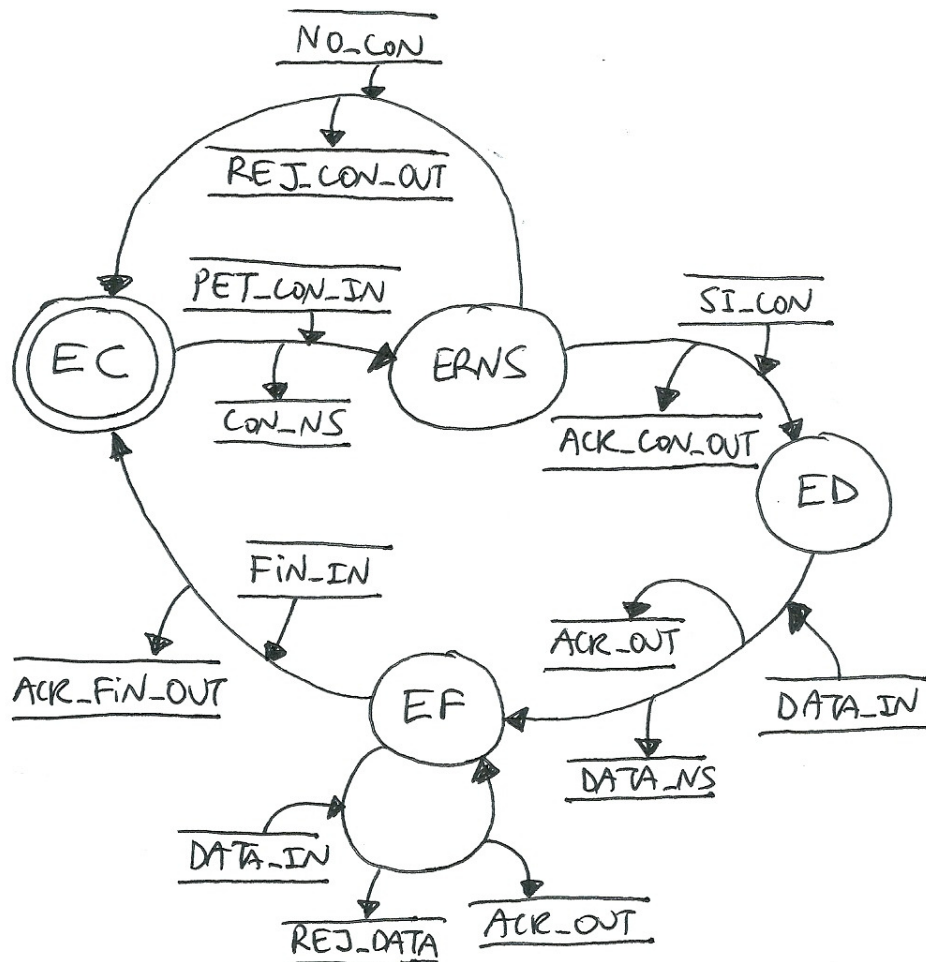 NO_CON
REJ_CON_OUT
PET_CON_IN
SI_CON
EC
ERNS
CON_NS
ACK_CON_OUT
ED
FiN_IN
ACK_OUT
ACK_FiN_OUT
EF
DATA_IN
DATA_NS
DATA_IN
REJ_DATA
ACK_OUT